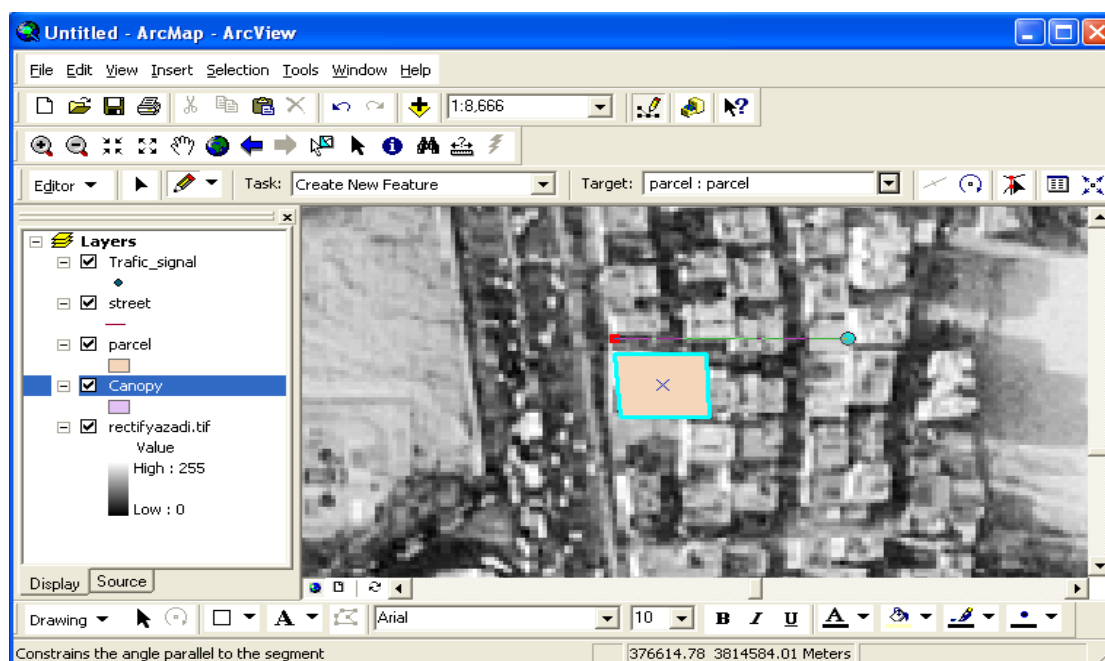 Untitled - ArcMap - ArcView
File Edit View Insert Selection Tools Window Help
1:8,666
Editor Task: Create New Feature Target: parcel : parcel
Layers
Trafic_signal
street
parcel
Canopy
rectifyazadi.tif
Value
High : 255
Low : 0
Display Source
Drawing A Arial 10 B I U A
Constrains the angle parallel to the segment 376614.78 3814584.01 Meters